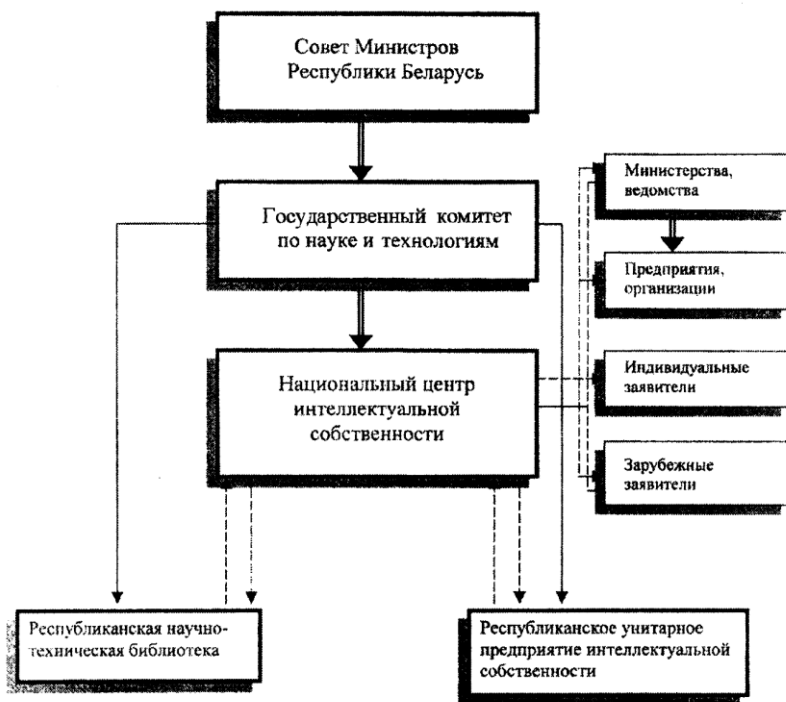 Совет Министров
Республики Беларусь
Государственный комитет
по науке и технологиям
Министерства,
ведомства
Предприятия,
организации
Национальный центр
интеллектуальной
собственности
Индивидуальные
заявители
Зарубежные
заявители
Республиканская научно-
техническая библиотека
Республиканское унитарное
предприятие интеллектуальной
собственности